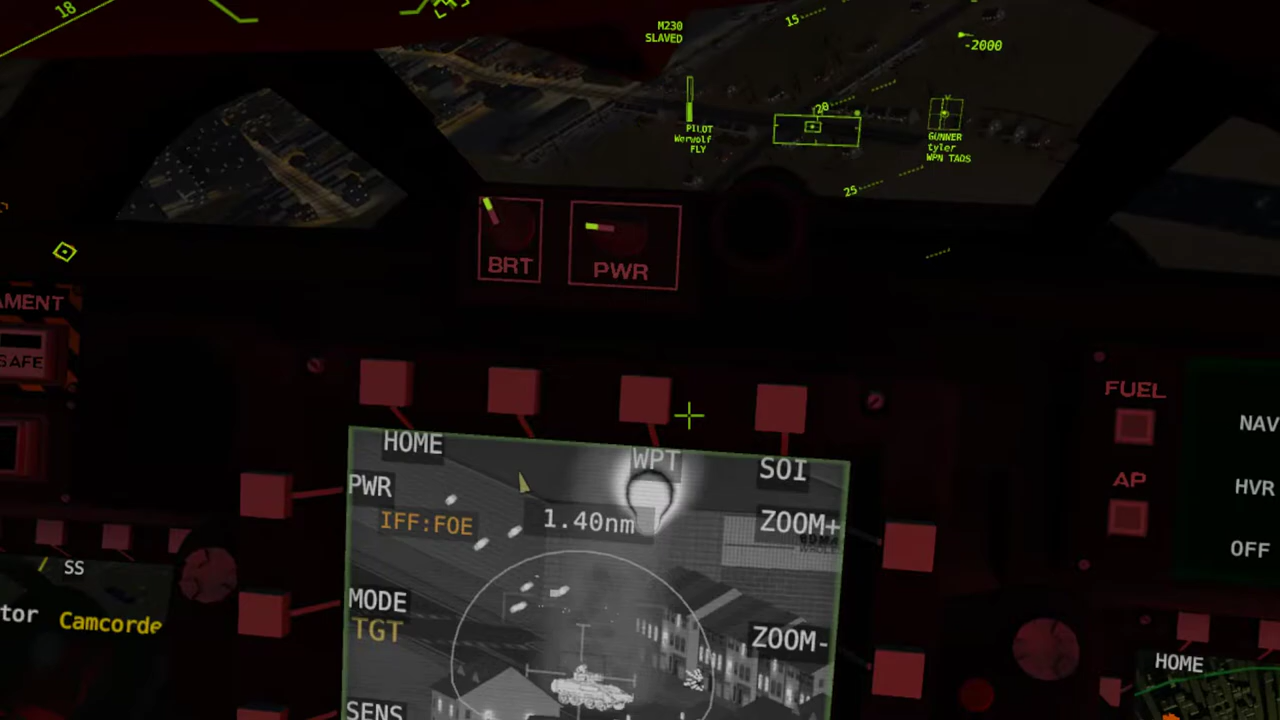 18
M230
SLAVED
15
-2000
20
PILOT
Werwolf
FLY
GUNNER
tyler
WPN TADS
25
BRT
PWR
AMENT
SAFE
FUEL
AP
NAV
HVR
OFF
HOME
WPT
SOI
PWR
IFF:FOE
1.40nm
ZOOM+
MODE
TGT
ZOOM-
SENS
SS
tor Camcorde
HOME